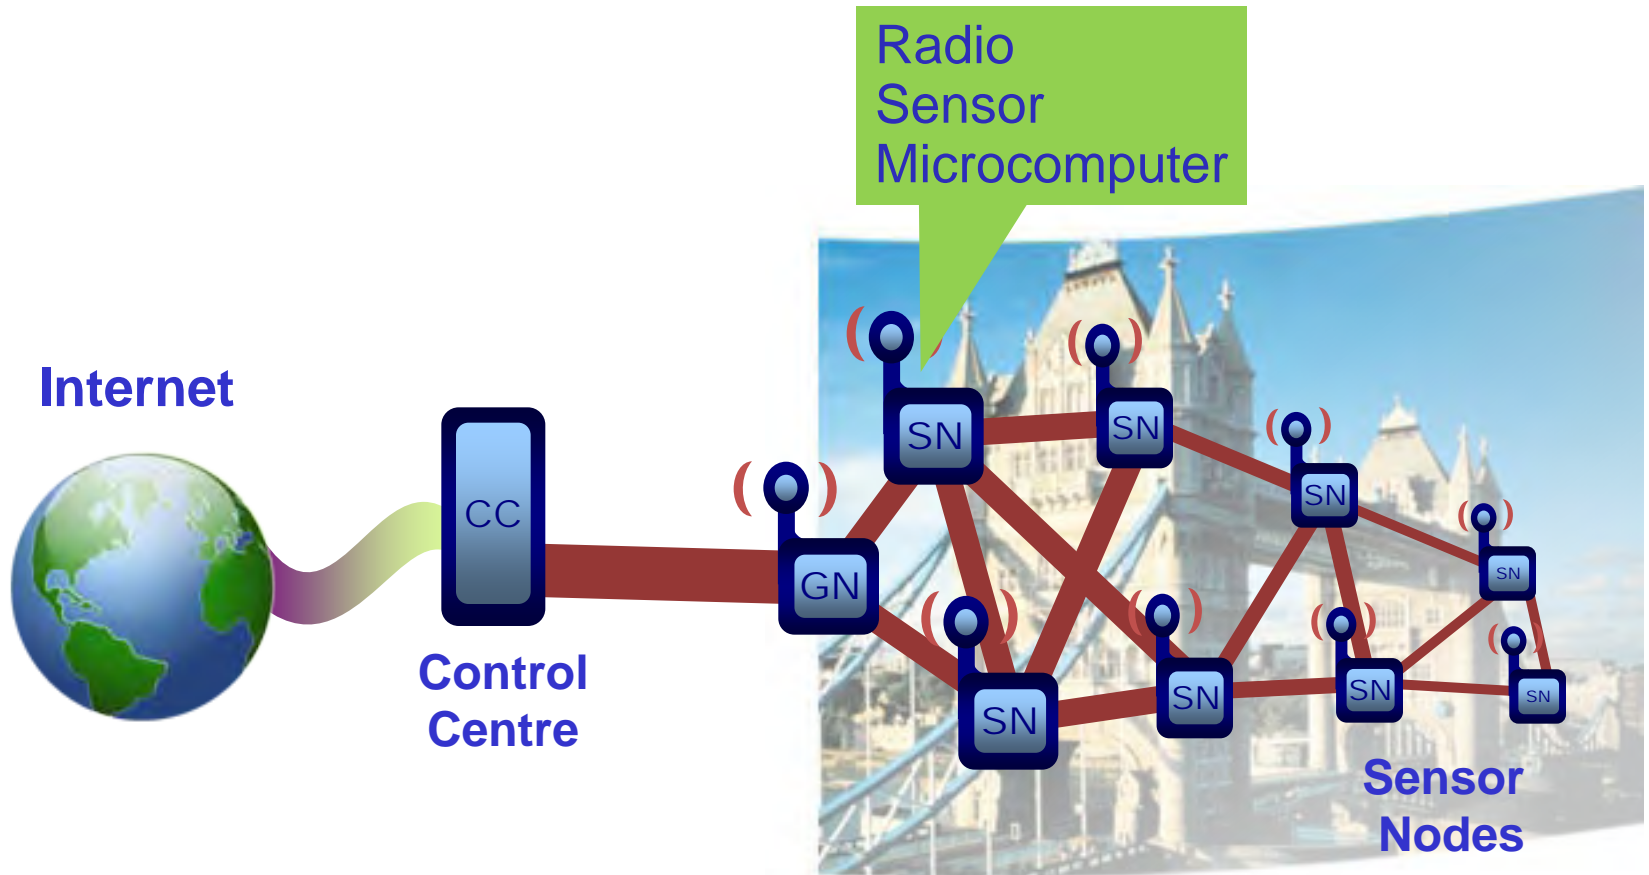 Radio
Sensor
Microcomputer
Internet
CC
Control
Centre
GN
SN
SN
SN
SN
SN
SN
SN
SN
Sensor
Nodes